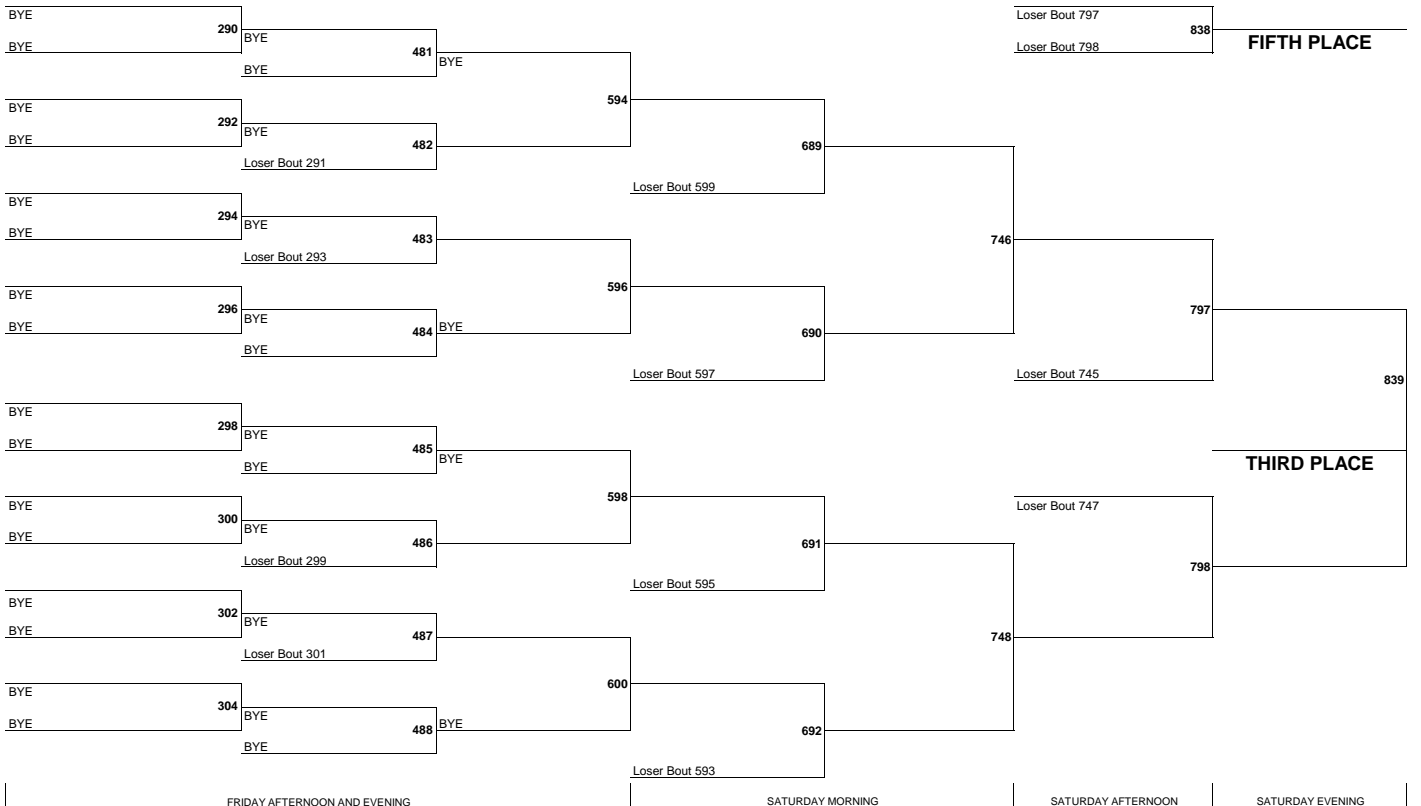 BYE
290
BYE
BYE
481
BYE
BYE
BYE
292
BYE
BYE
482
Loser Bout 291
594
689
Loser Bout 599
BYE
294
BYE
BYE
483
Loser Bout 293
BYE
296
BYE
BYE
484
BYE
BYE
596
690
Loser Bout 597
746
797
Loser Bout 745
839
BYE
298
BYE
BYE
485
BYE
BYE
BYE
300
BYE
BYE
486
Loser Bout 299
598
691
Loser Bout 595
BYE
302
BYE
BYE
487
Loser Bout 301
BYE
304
BYE
BYE
488
BYE
BYE
600
692
Loser Bout 593
748
Loser Bout 747
798
Loser Bout 797
838
Loser Bout 798
FIFTH PLACE
THIRD PLACE
FRIDAY AFTERNOON AND EVENING
SATURDAY MORNING
SATURDAY AFTERNOON
SATURDAY EVENING